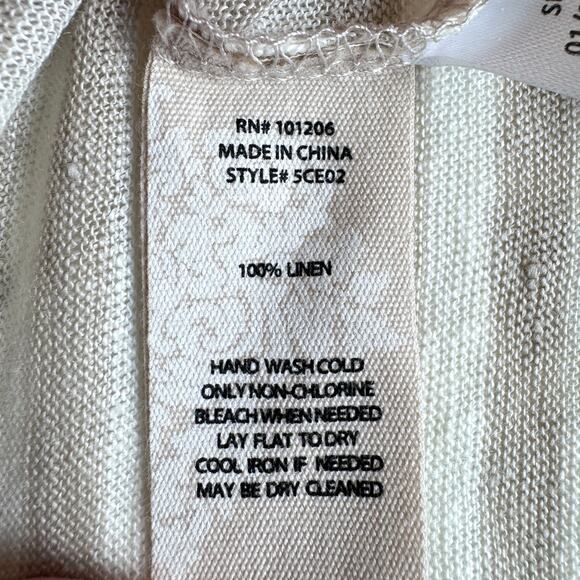 RN# 101206
MADE IN CHINA
STYLE# 5CE02
100% LINEN
HAND WASH COLD
ONLY NON-CHLORINE
BLEACH WHEN NEEDED
LAY FLAT TO DRY
COOL IRON IF NEEDED
MAY BE DRY CLEANED